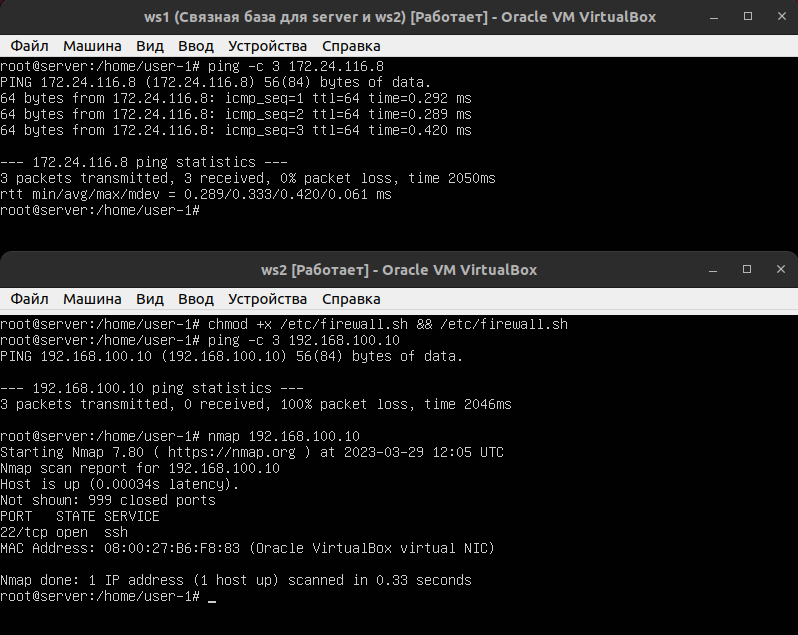 ws1 (Связная база для server и ws2) [Работает] - Oracle VM VirtualBox
Файл Машина Вид Ввод Устройства Справка
root@server:/home/user-1# ping -c 3 172.24.116.8
PING 172.24.116.8 (172.24.116.8) 56(84) bytes of data.
64 bytes from 172.24.116.8: icmp_seq=1 ttl=64 time=0.292 ms
64 bytes from 172.24.116.8: icmp_seq=2 ttl=64 time=0.289 ms
64 bytes from 172.24.116.8: icmp_seq=3 ttl=64 time=0.420 ms

--- 172.24.116.8 ping statistics ---
3 packets transmitted, 3 received, 0% packet loss, time 2050ms
rtt min/avg/max/mdev = 0.289/0.333/0.420/0.061 ms
root@server:/home/user-1#
ws2 [Работает] - Oracle VM VirtualBox
Файл Машина Вид Ввод Устройства Справка
root@server:/home/user-1# chmod +x /etc/firewall.sh && /etc/firewall.sh
root@server:/home/user-1# ping -c 3 192.168.100.10
PING 192.168.100.10 (192.168.100.10) 56(84) bytes of data.

--- 192.168.100.10 ping statistics ---
3 packets transmitted, 0 received, 100% packet loss, time 2046ms

root@server:/home/user-1# nmap 192.168.100.10
Starting Nmap 7.80 ( https://nmap.org ) at 2023-03-29 12:05 UTC
Nmap scan report for 192.168.100.10
Host is up (0.00034s latency).
Not shown: 999 closed ports
PORT   STATE SERVICE
22/tcp open  ssh
MAC Address: 08:00:27:B6:F8:83 (Oracle VirtualBox virtual NIC)

Nmap done: 1 IP address (1 host up) scanned in 0.33 seconds
root@server:/home/user-1# _